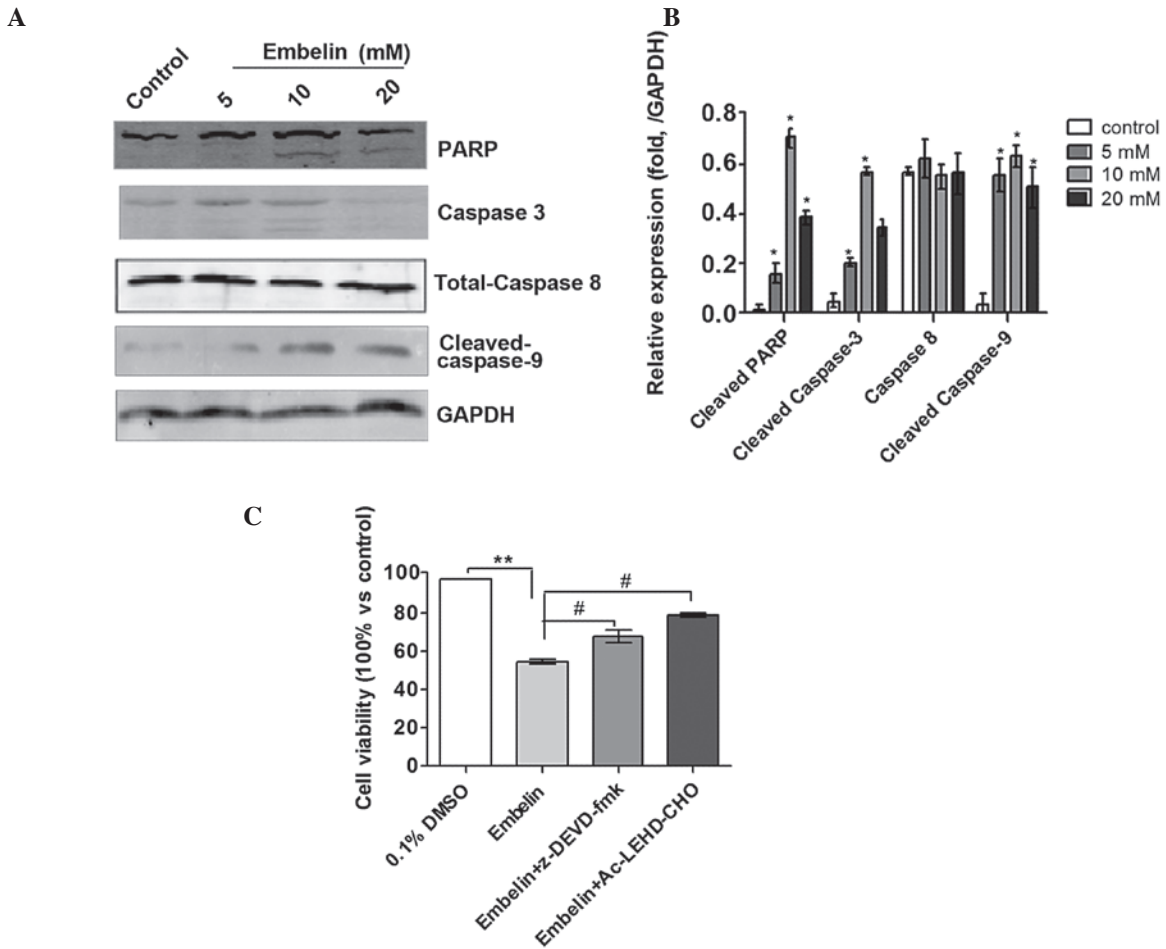 A
Embelin (mM)
Control 5 10 20
PARP
Caspase 3
Total-Caspase 8
Cleaved-
caspase-9
GAPDH
B
Relative expression (fold, /GAPDH)
0.8
0.6
0.4
0.2
0.0
* * * * * * * *
Cleaved PARP
Cleaved Caspase-3
Caspase 8
Cleaved Caspase-9
control
5 mM
10 mM
20 mM
C
Cell viability (100% vs control)
100
80
60
40
20
0
**
#
#
0.1% DMSO
Embelin
Embelin+z-DEVD-fmk
Embelin+Ac-LEHD-CHO